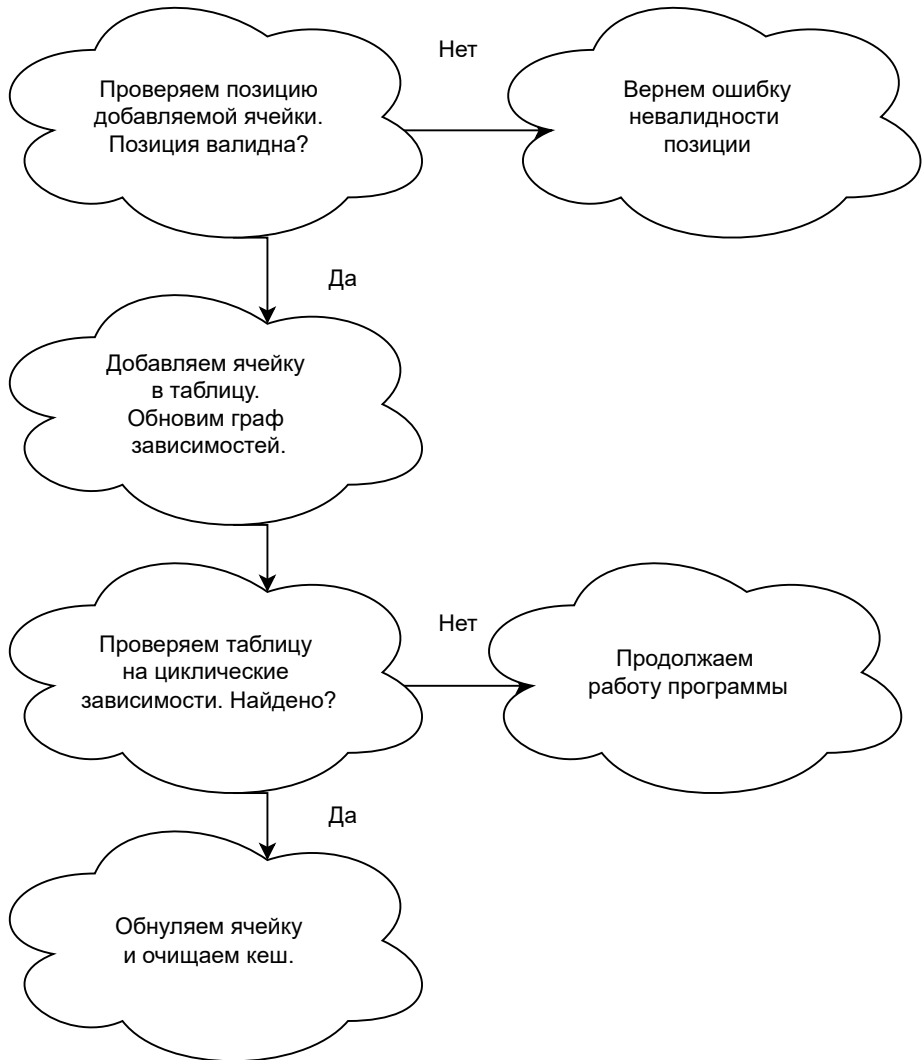 Проверяем позицию
добавляемой ячейки.
Позиция валидна?
Нет
Вернем ошибку
невалидности
позиции
Да
Добавляем ячейку
в таблицу.
Обновим граф
зависимостей.
Проверяем таблицу
на циклические
зависимости. Найдено?
Нет
Продолжаем
работу программы
Да
Обнуляем ячейку
и очищаем кеш.